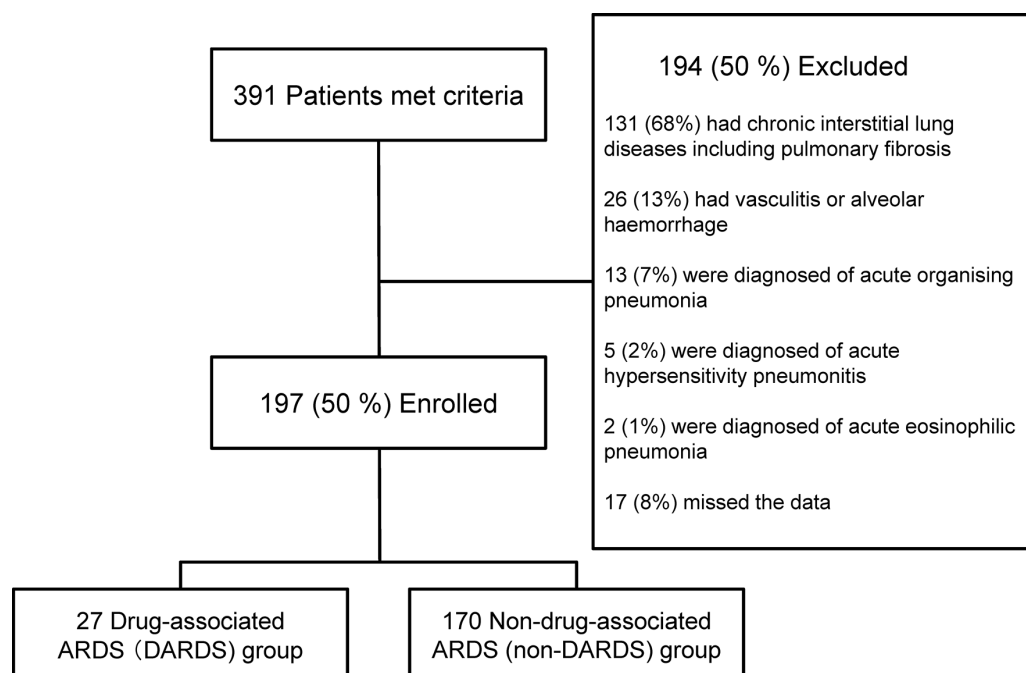 391 Patients met criteria
194 (50 %) Excluded
131 (68%) had chronic interstitial lung
diseases including pulmonary fibrosis
26 (13%) had vasculitis or alveolar
haemorrhage
13 (7%) were diagnosed of acute organising
pneumonia
5 (2%) were diagnosed of acute
hypersensitivity pneumonitis
2 (1%) were diagnosed of acute eosinophilic
pneumonia
17 (8%) missed the data
197 (50 %) Enrolled
27 Drug-associated
ARDS (DARDS) group
170 Non-drug-associated
ARDS (non-DARDS) group